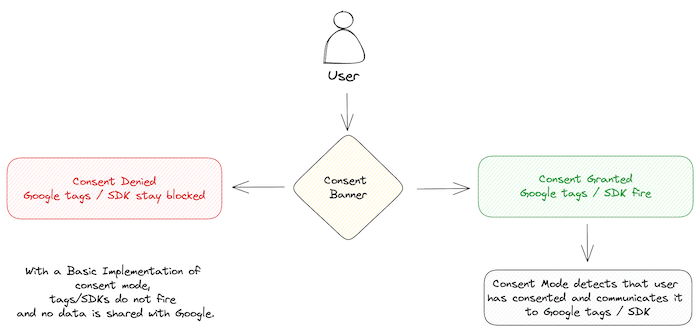 User
Consent
Banner
Consent Denied
Google tags / SDK stay blocked
Consent Granted
Google tags / SDK fire
With a Basic Implementation of
consent mode,
tags/SDKs do not fire
and no data is shared with Google.
Consent Mode detects that user
has consented and communicates it
to Google tags / SDK